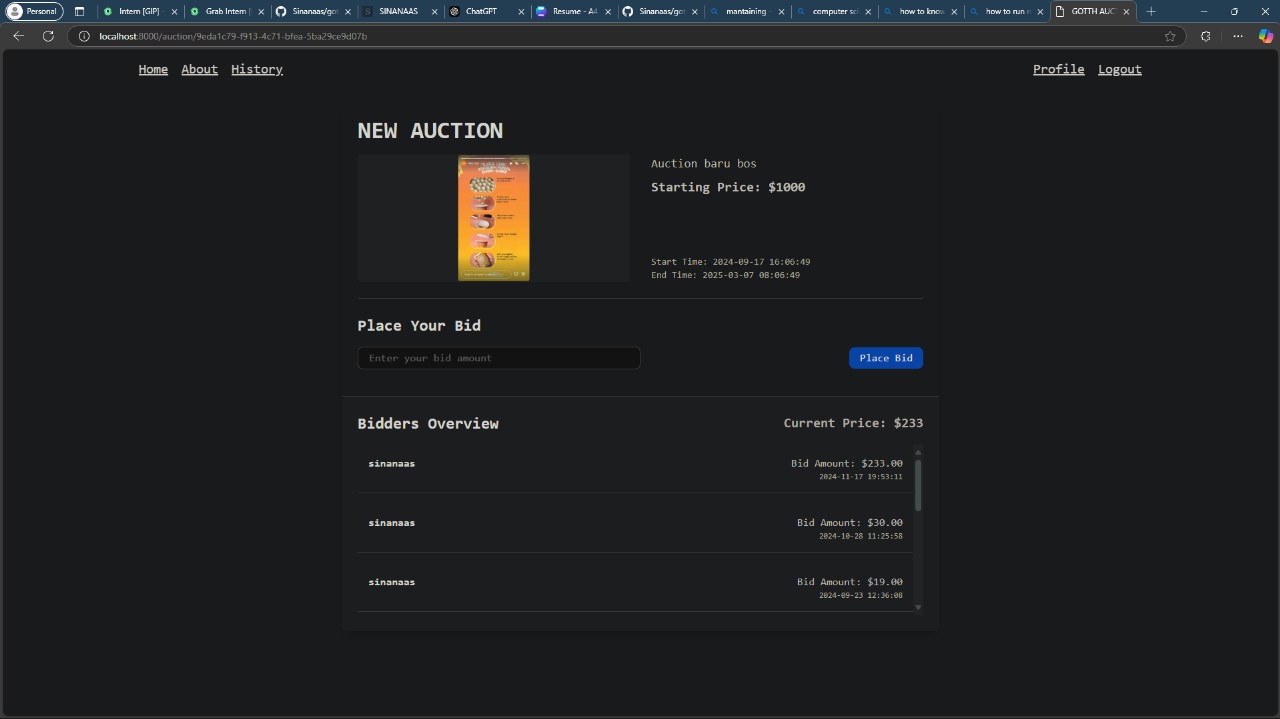 Personal
Intern [GIP]
Grab Intern
Sinanaas/got
SINANAAS
ChatGPT
Resume - A4
Sinanaas/got
mantaining
computer sci
how to know
how to run n
GOTTH AUC
localhost:8000/auction/9eda1c79-f913-4c71-bfea-5ba29ce9d07b
Home About History
Profile Logout
NEW AUCTION
Auction baru bos
Starting Price: $1000
Start Time: 2024-09-17 16:06:49
End Time: 2025-03-07 08:06:49
Place Your Bid
Enter your bid amount
Place Bid
Bidders Overview
Current Price: $233
sinanaas
Bid Amount: $233.00
2024-11-17 19:53:11
sinanaas
Bid Amount: $30.00
2024-10-28 11:25:58
sinanaas
Bid Amount: $19.00
2024-09-23 12:36:08